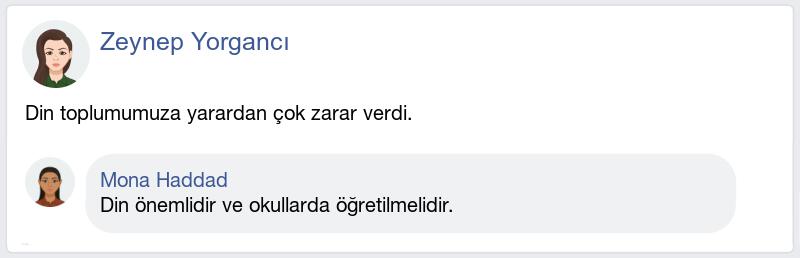 Zeynep Yorgancı
Din toplumumuza yarardan çok zarar verdi.
Mona Haddad
Din önemlidir ve okullarda öğretilmelidir.